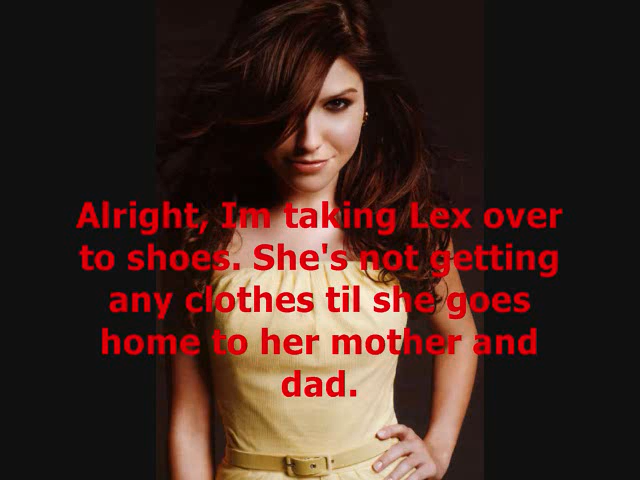 Alright, Im taking Lex over
to shoes. She's not getting
any clothes til she goes
home to her mother and
dad.